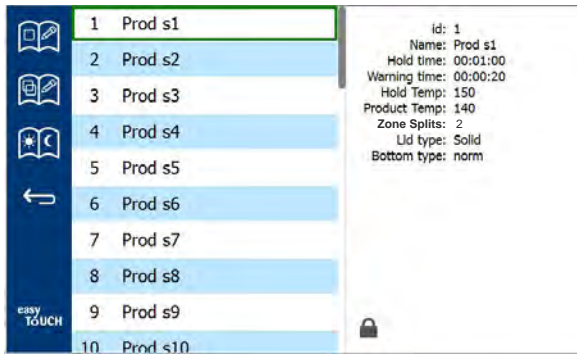 1 Prod s1
2 Prod s2
3 Prod s3
4 Prod s4
5 Prod s5
6 Prod s6
7 Prod s7
8 Prod s8
9 Prod s9
10 Prod s10
easy
ToUCH
id: 1
Name: Prod s1
Hold time: 00:01:00
Warning time: 00:00:20
Hold Temp: 150
Product Temp: 140
Zone Splits: 2
Lid type: Solid
Bottom type: norm